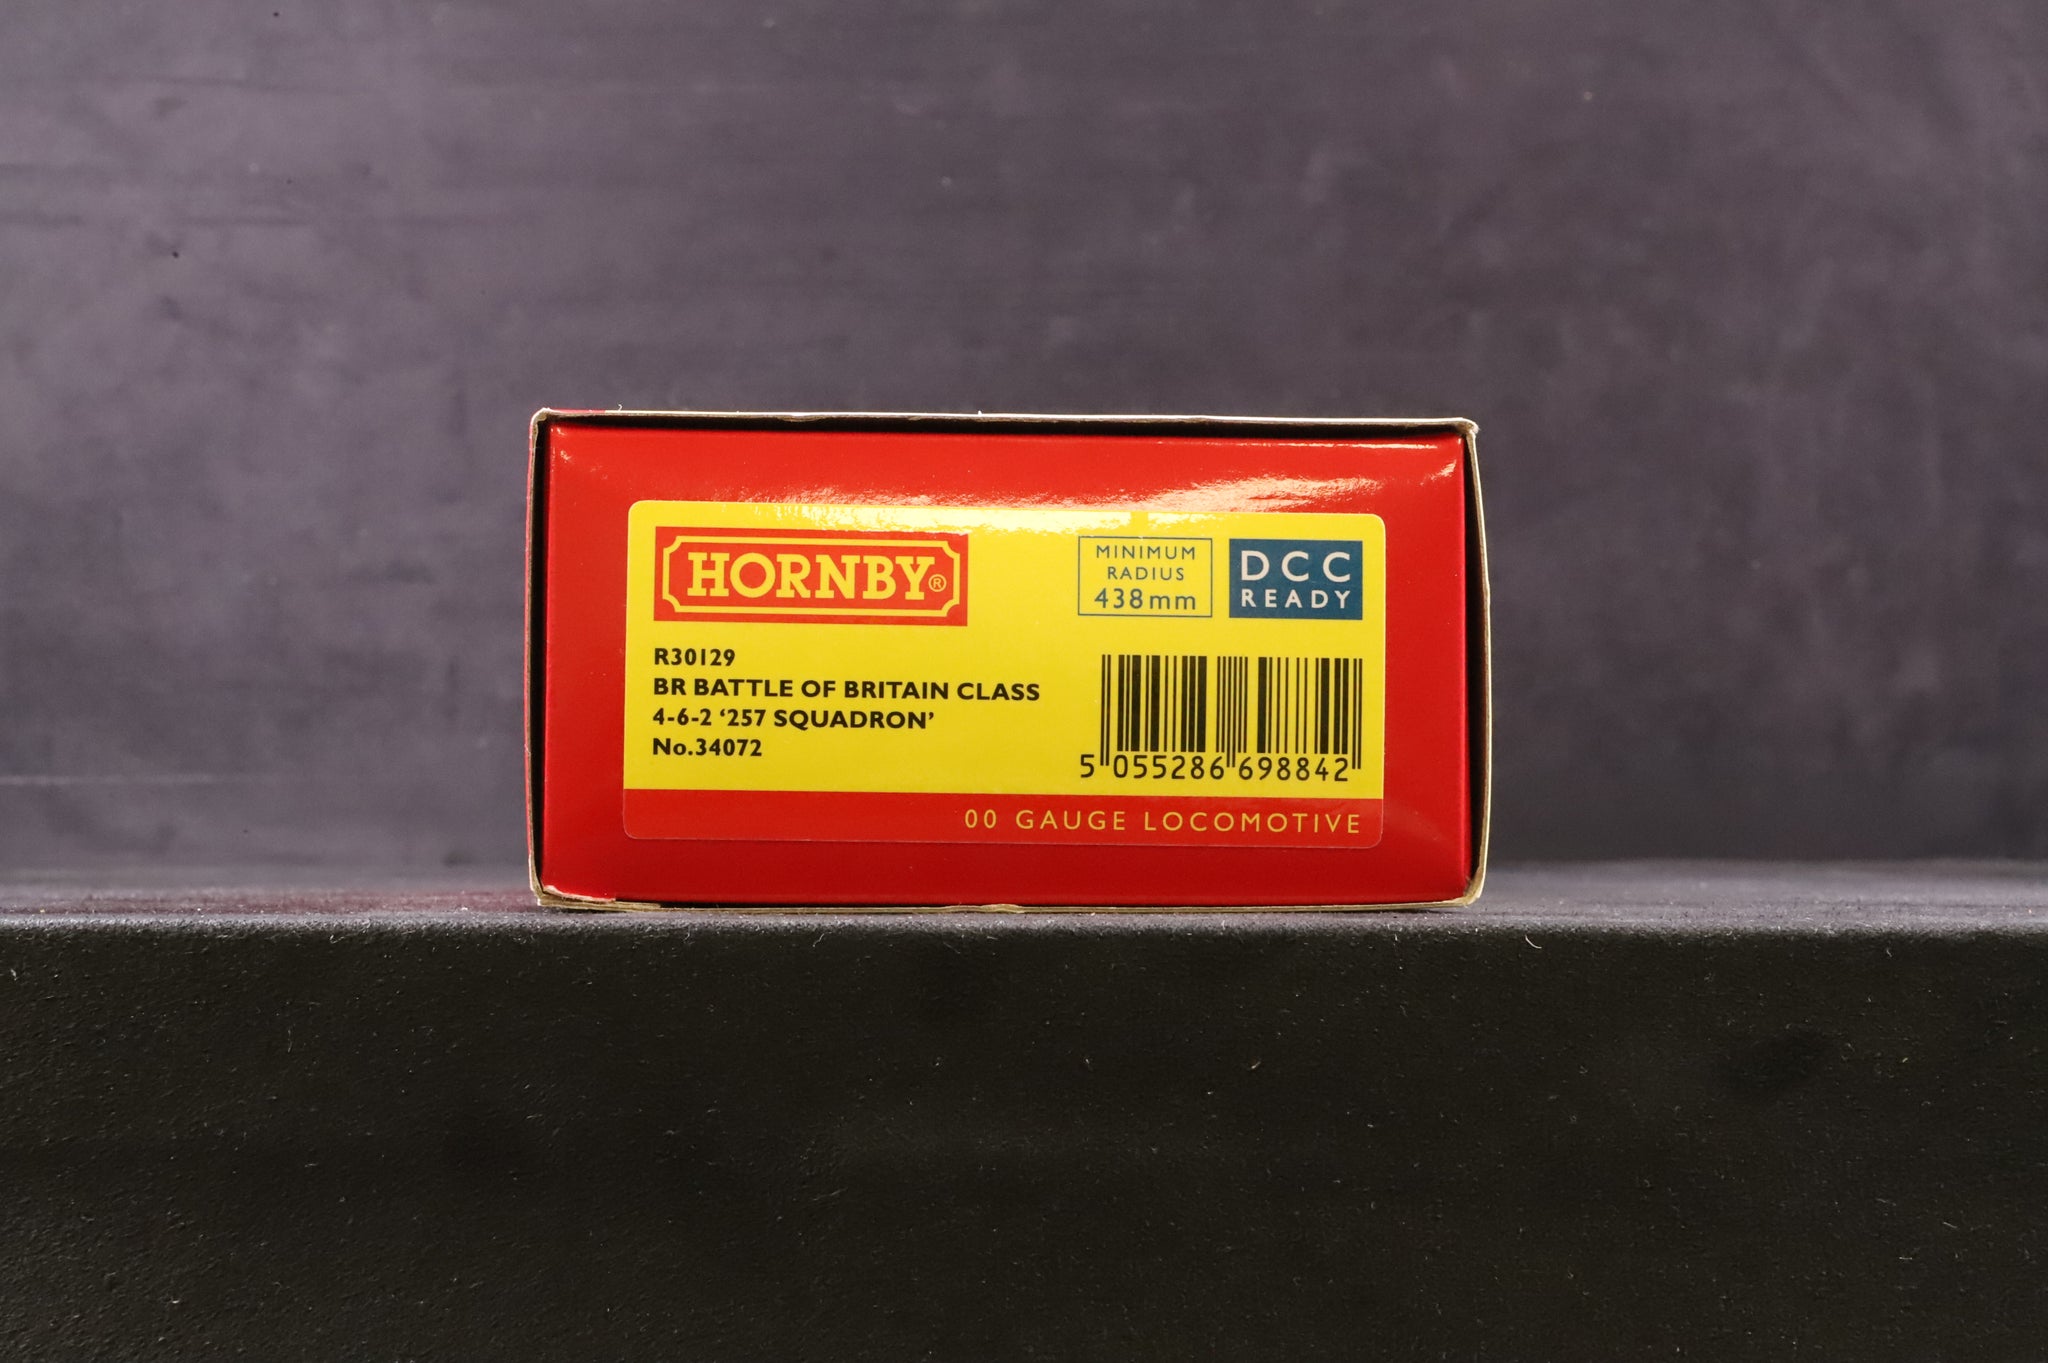 HORNBY®
MINIMUM
RADIUS
438mm
DCC
READY
R30129
BR BATTLE OF BRITAIN CLASS
4-6-2 ‘257 SQUADRON’
No.34072
5 055286 698842
00 GAUGE LOCOMOTIVE